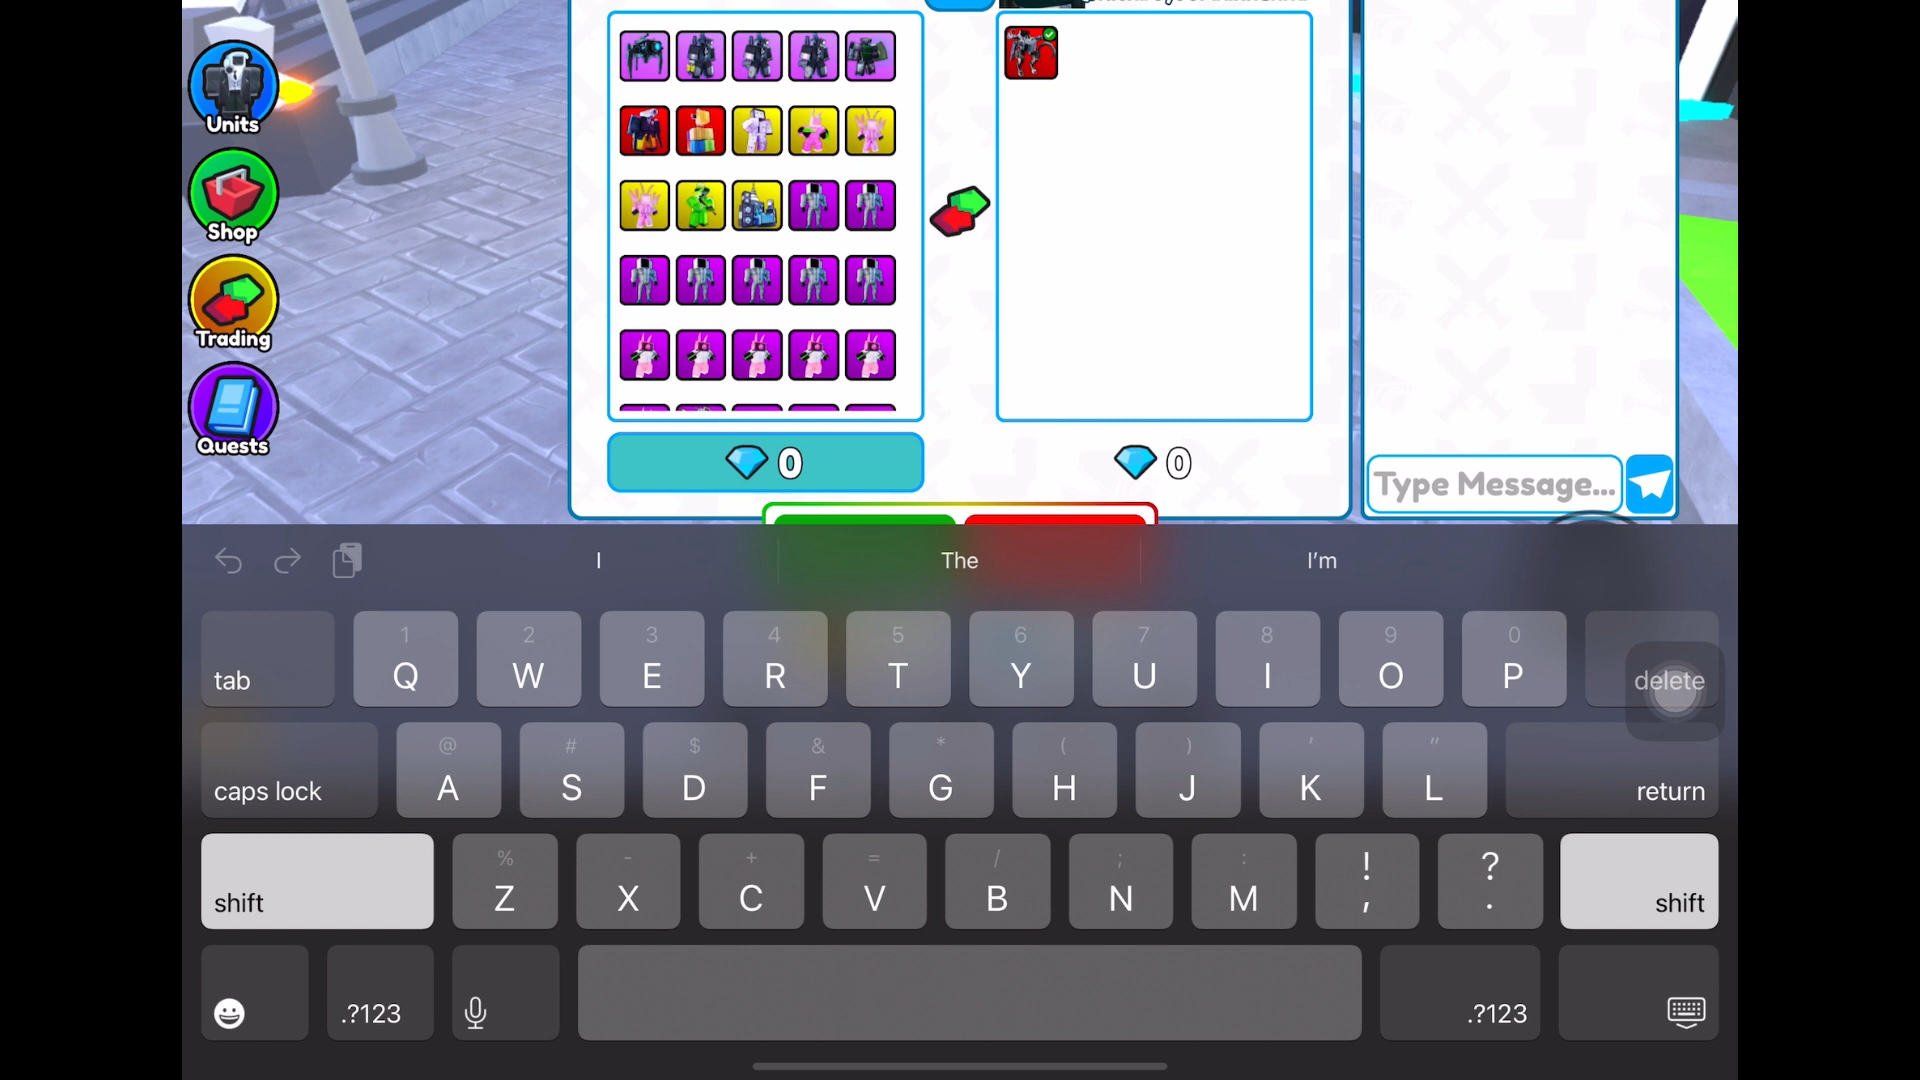 Units
Shop
Trading
Quests
0
0
Type Message...
I
The
I'm
tab
1 2 3 4 5 6 7 8 9 0
Q W E R T Y U I O P
delete
caps lock
@ # $ & * ( ) ' "
A S D F G H J K L
return
shift
% - + = / ; : ! ?
Z X C V B N M , .
shift
.?123
.?123